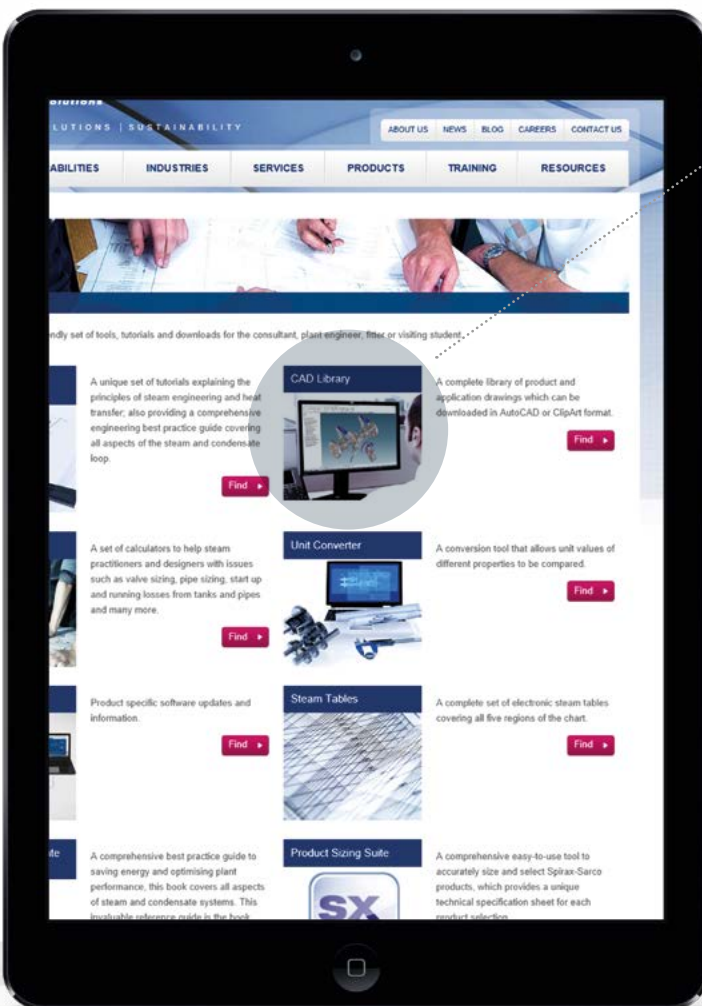 SUSTAINABILITY
ABOUT US NEWS BLOG CAREERS CONTACT US
INDUSTRIES SERVICES PRODUCTS TRAINING RESOURCES
set of tools, tutorials and downloads for the consultant, plant engineer, fitter or visiting student.
A unique set of tutorials explaining the
principles of steam engineering and heat
transfer; also providing a comprehensive
engineering best practice guide covering
all aspects of the steam and condensate
loop.
Find
CAD Library
A complete library of product and
application drawings which can be
downloaded in AutoCAD or ClipArt format.
Find
A set of calculators to help steam
practitioners and designers with issues
such as valve sizing, pipe sizing, start up
and running losses from tanks and pipes
and many more.
Find
Unit Converter
A conversion tool that allows unit values of
different properties to be compared.
Find
Product specific software updates and
information.
Find
Steam Tables
A complete set of electronic steam tables
covering all five regions of the chart.
Find
A comprehensive best practice guide to
saving energy and optimising plant
performance, this book covers all aspects
of steam and condensate systems. This
invaluable reference guide is the book
Product Sizing Suite
SX
A comprehensive easy-to-use tool to
accurately size and select Spirax-Sarco
products, which provides a unique
technical specification sheet for each
product selection.